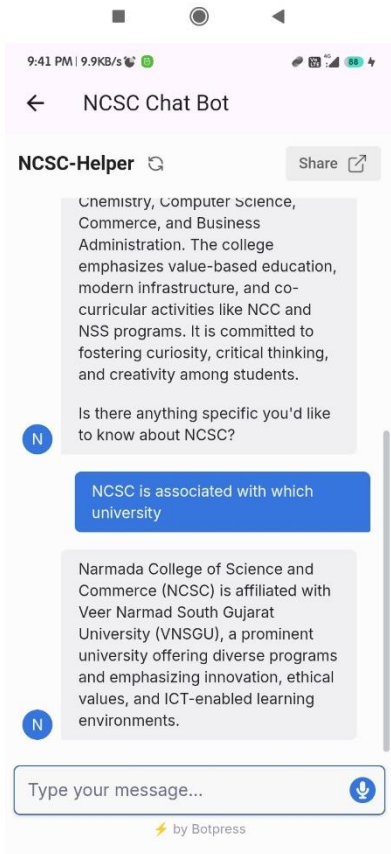 9:41 PM | 9.9KB/s
4G
88
NCSC Chat Bot
NCSC-Helper
Share
Chemistry, Computer Science,
Commerce, and Business
Administration. The college
emphasizes value-based education,
modern infrastructure, and co-
curricular activities like NCC and
NSS programs. It is committed to
fostering curiosity, critical thinking,
and creativity among students.
Is there anything specific you'd like
to know about NCSC?
N
NCSC is associated with which
university
Narmada College of Science and
Commerce (NCSC) is affiliated with
Veer Narmad South Gujarat
University (VNSGU), a prominent
university offering diverse programs
and emphasizing innovation, ethical
values, and ICT-enabled learning
environments.
N
Type your message...
by Botpress